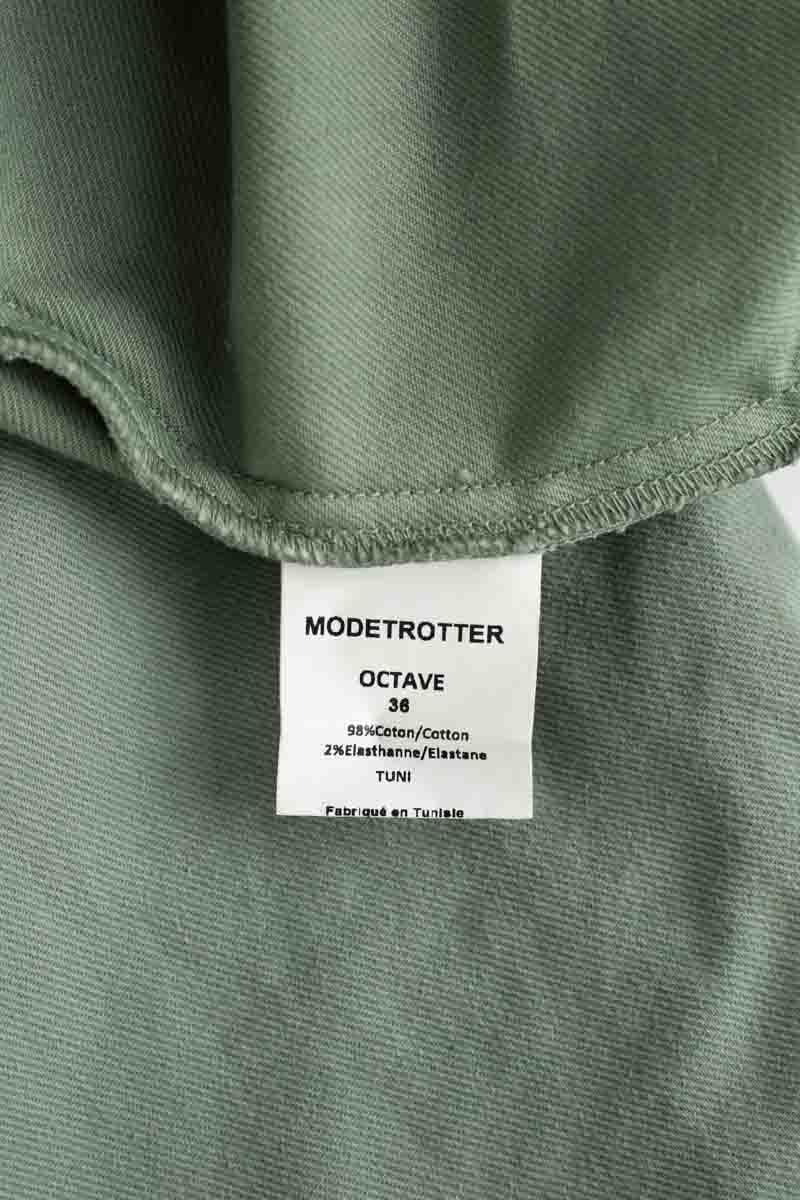 MODETROTTER
OCTAVE
36
98%Coton/Cotton
2%Elasthanne/Elastane
TUNI
Fabriqué en Tunisie